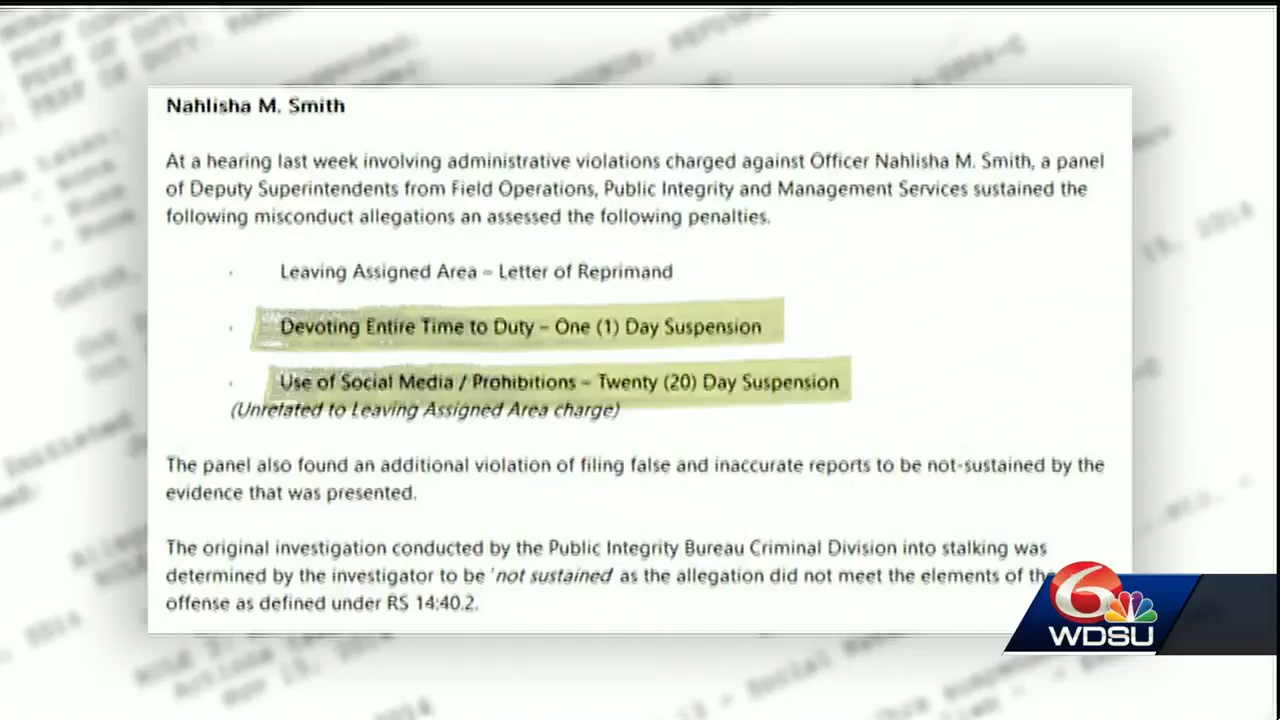 Nahlisha M. Smith
At a hearing last week involving administrative violations charged against Officer Nahlisha M. Smith, a panel
of Deputy Superintendents from Field Operations, Public Integrity and Management Services sustained the
following misconduct allegations an assessed the following penalties.
· Leaving Assigned Area – Letter of Reprimand
· Devoting Entire Time to Duty – One (1) Day Suspension
· Use of Social Media / Prohibitions – Twenty (20) Day Suspension
(Unrelated to Leaving Assigned Area charge)
The panel also found an additional violation of filing false and inaccurate reports to be not-sustained by the
evidence that was presented.
The original investigation conducted by the Public Integrity Bureau Criminal Division into stalking was
determined by the investigator to be 'not sustained as the allegation did not meet the elements of the
offense as defined under RS 14:40.2.
6
WDSU